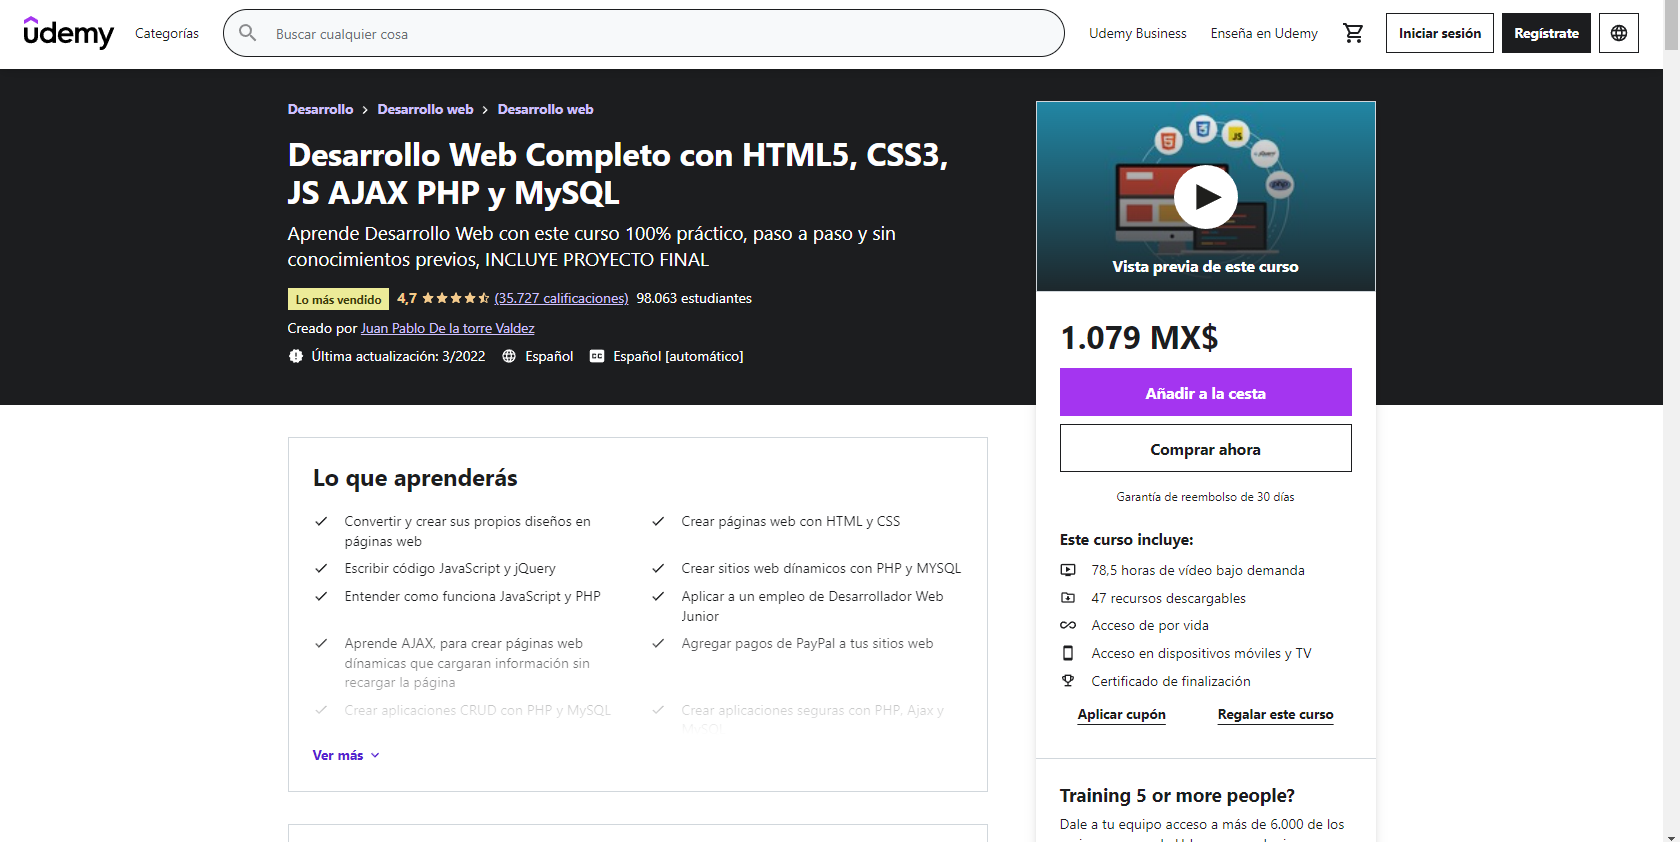 ûdemy
Categorías
Buscar cualquier cosa
Udemy Business
Enseña en Udemy
Iniciar sesión
Regístrate
Desarrollo > Desarrollo web > Desarrollo web
Desarrollo Web Completo con HTML5, CSS3,
JS AJAX PHP y MySQL
Aprende Desarrollo Web con este curso 100% práctico, paso a paso y sin
conocimientos previos, INCLUYE PROYECTO FINAL
Lo más vendido 4,7 (35.727 calificaciones) 98.063 estudiantes
Creado por Juan Pablo De la torre Valdez
Última actualización: 3/2022 CC Español Español [automático]
JS
jQuery
php
Vista previa de este curso
1.079 MX$
Añadir a la cesta
Comprar ahora
Garantía de reembolso de 30 días
Este curso incluye:
78,5 horas de vídeo bajo demanda
47 recursos descargables
Acceso de por vida
Acceso en dispositivos móviles y TV
Certificado de finalización
Aplicar cupón
Regalar este curso
Training 5 or more people?
Dale a tu equipo acceso a más de 6.000 de los
Lo que aprenderás
Convertir y crear sus propios diseños en
páginas web
Crear páginas web con HTML y CSS
Escribir código JavaScript y jQuery
Crear sitios web dínamicos con PHP y MYSQL
Entender como funciona JavaScript y PHP
Aplicar a un empleo de Desarrollador Web
Junior
Aprende AJAX, para crear páginas web
dínamicas que cargaran información sin
recargar la página
Agregar pagos de PayPal a tus sitios web
Crear aplicaciones CRUD con PHP y MySQL
Crear aplicaciones seguras con PHP, Ajax y
MySQL
Ver más